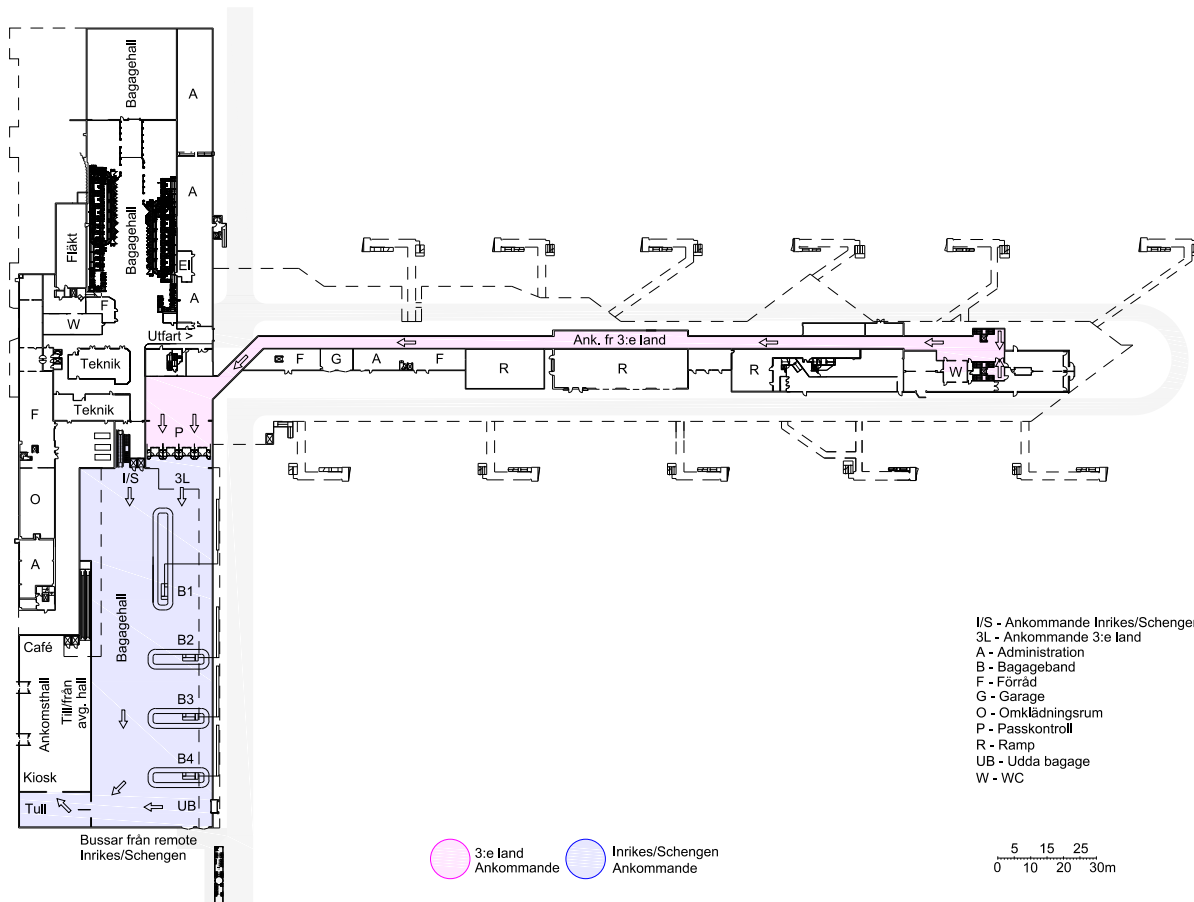 Bagagehall
A
A
Bagagehall
Fläkt
El
A
F
W
Utfart >
Teknik
Teknik
F
O
A
Ank. fr 3:e land
F
G
A
F
R
R
R
W
P
I/S
3L
B1
B2
B3
B4
Bagagehall
Café
Ankomsthall
Till/från
avg. hall
Kiosk
Tull
UB
Bussar från remote
Inrikes/Schengen
3:e land
Ankommande
Inrikes/Schengen
Ankommande
I/S - Ankommande Inrikes/Schengen
3L - Ankommande 3:e land
A - Administration
B - Bagageband
F - Förråd
G - Garage
O - Omklädningsrum
P - Passkontroll
R - Ramp
UB - Udda bagage
W - WC
5 15 25
0 10 20 30m